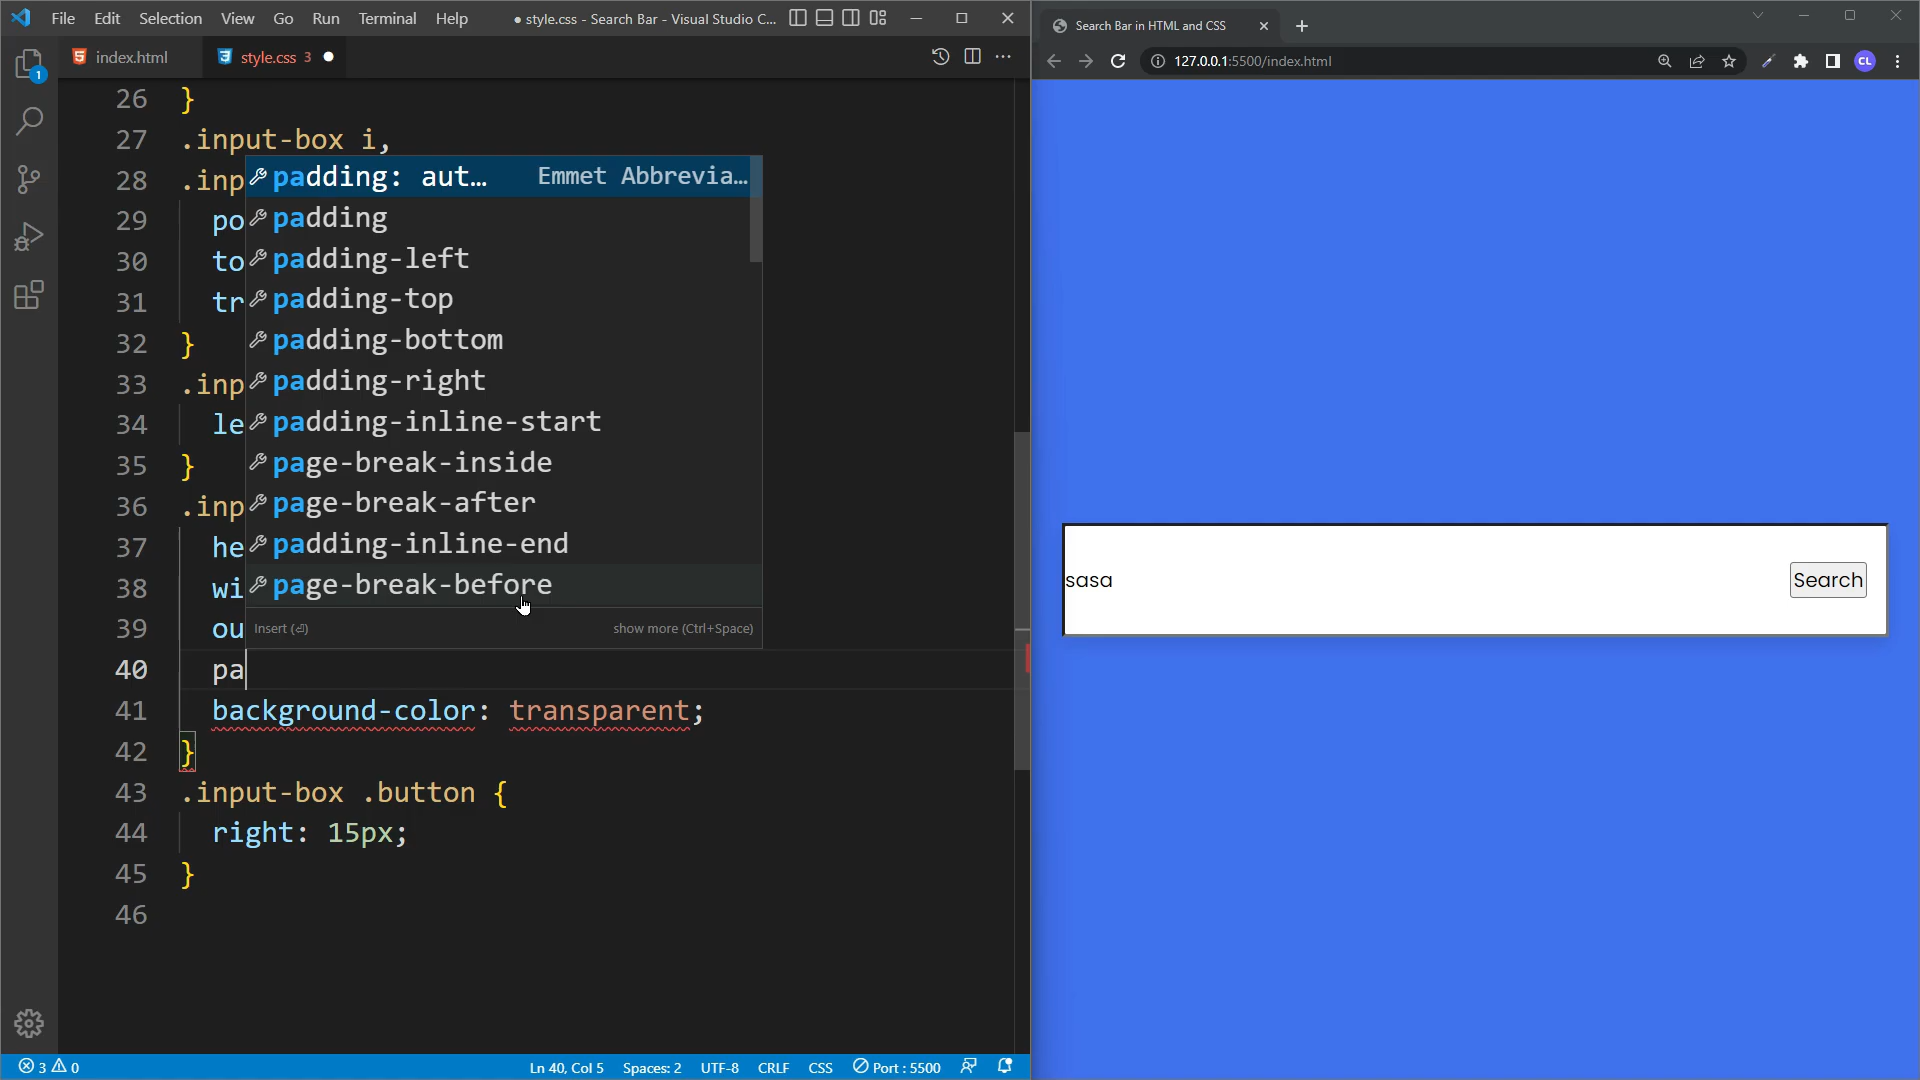 File Edit Selection View Go Run Terminal Help
● style.css - Search Bar - Visual Studio C...
index.html
style.css 3
1
26 }
27 .input-box i,
28 .inp
29 po
30 to
31 tr
32 }
33 .inp
34 le
35 }
36 .inp
37 he
38 wi
39 ou
40 pa
41 background-color: transparent;
42 }
43 .input-box .button {
44 right: 15px;
45 }
46
padding: aut... Emmet Abbrevia...
padding
padding-left
padding-top
padding-bottom
padding-right
padding-inline-start
page-break-inside
page-break-after
padding-inline-end
page-break-before
Insert (⏎) show more (Ctrl+Space)
3 0
Ln 40, Col 5 Spaces: 2 UTF-8 CRLF CSS Port : 5500
Search Bar in HTML and CSS
127.0.0.1:5500/index.html
CL
sasa
Search